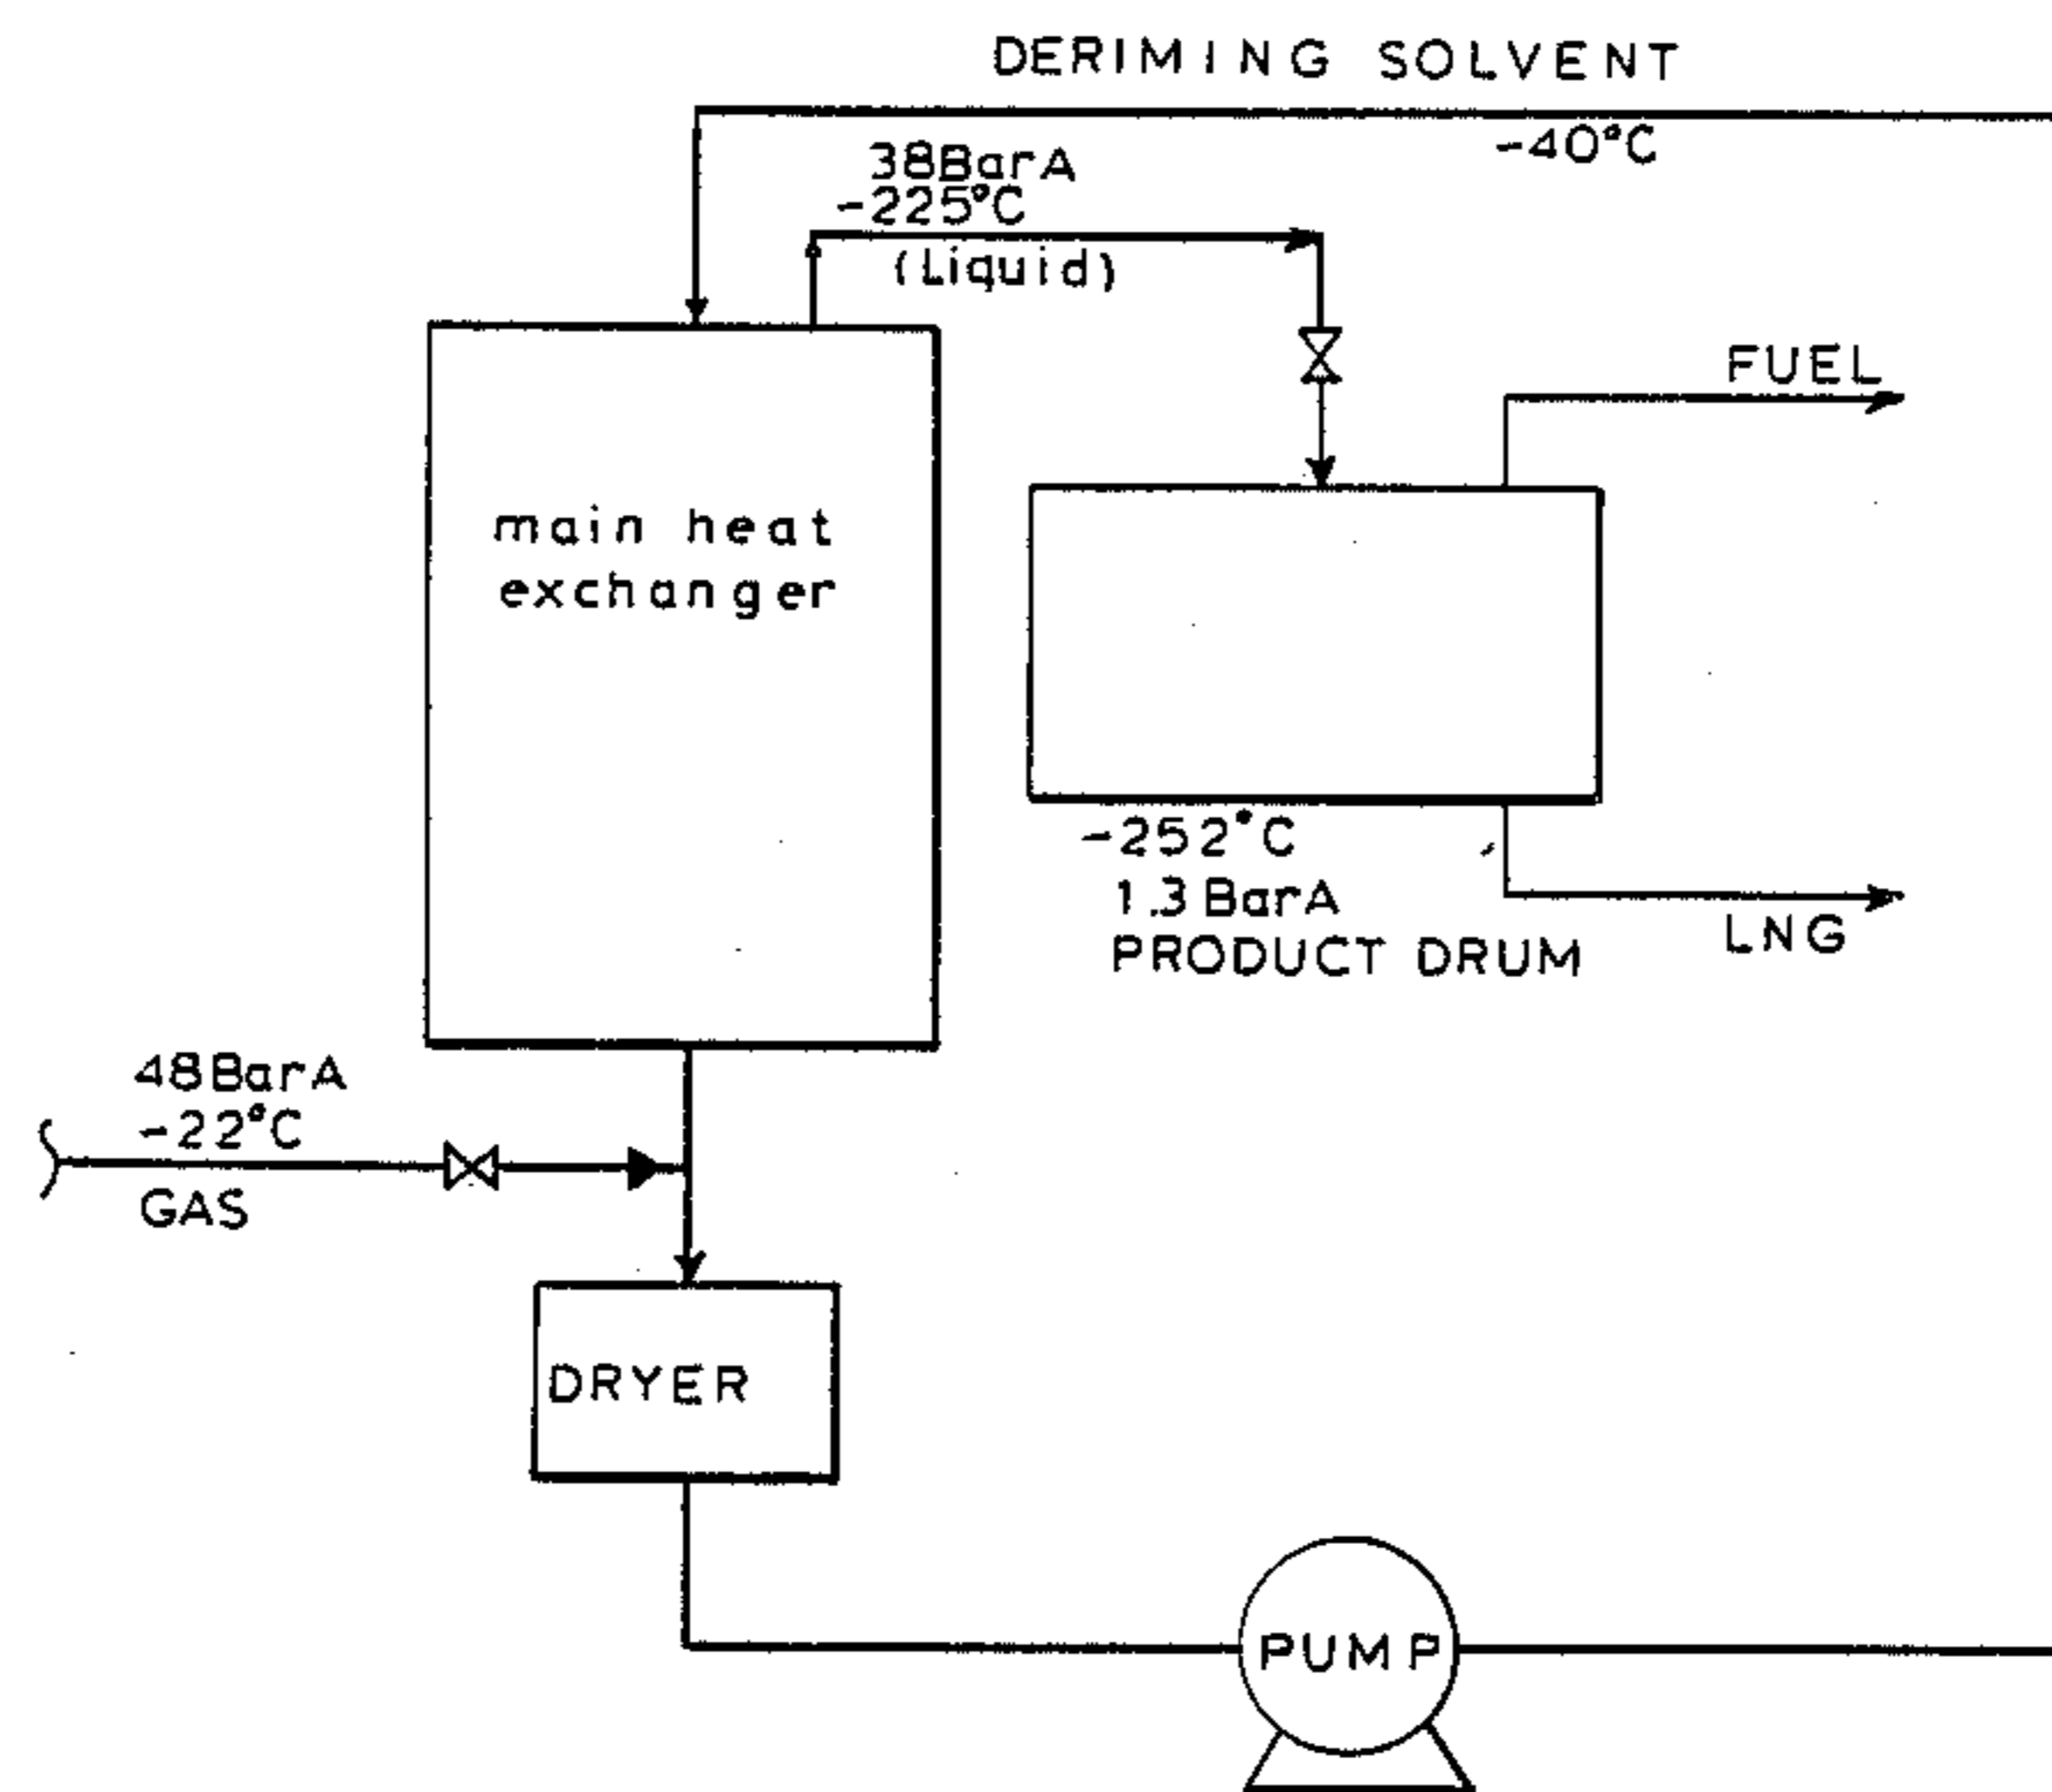 DERIMING SOLVENT
-40°C
38BarA
-225°C
(Liquid)
FUEL
main heat
exchanger
-252°C
1.3 BarA
PRODUCT DRUM
LNG
48BarA
-22°C
GAS
DRYER
PUMP